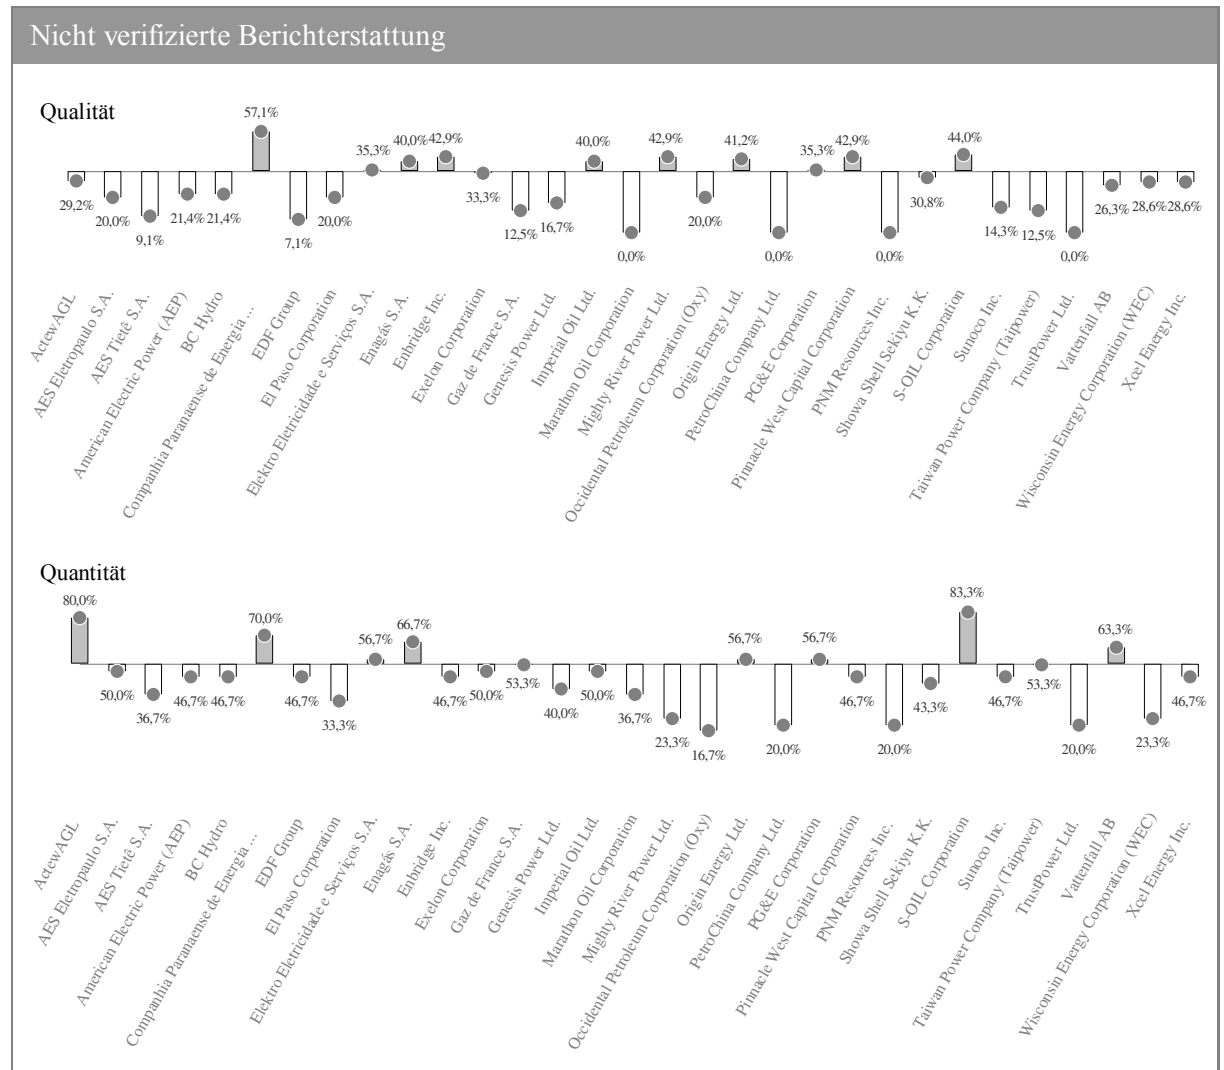 Nicht verifizierte Berichterstattung
Qualität
29,2%
20,0%
9,1%
21,4%
21,4%
57,1%
7,1%
20,0%
35,3%
40,0%
42,9%
33,3%
12,5%
16,7%
40,0%
0,0%
42,9%
20,0%
41,2%
0,0%
35,3%
42,9%
0,0%
30,8%
44,0%
14,3%
12,5%
0,0%
26,3%
28,6%
28,6%
ActewAGL
AES Eletropaulo S.A.
AES Tietê S.A.
American Electric Power (AEP)
BC Hydro
Companhia Paranaense de Energia ...
EDF Group
El Paso Corporation
Elektro Eletricidade e Serviços S.A.
Enagás S.A.
Enbridge Inc.
Exelon Corporation
Gaz de France S.A.
Genesis Power Ltd.
Imperial Oil Ltd.
Marathon Oil Corporation
Mighty River Power Ltd.
Occidental Petroleum Corporation (Oxy)
Origin Energy Ltd.
PetroChina Company Ltd.
PG&E Corporation
Pinnacle West Capital Corporation
PNM Resources Inc.
Showa Shell Sekiyu K.K.
S-OIL Corporation
Sunoco Inc.
Taiwan Power Company (Taipower)
TrustPower Ltd.
Vattenfall AB
Wisconsin Energy Corporation (WEC)
Xcel Energy Inc.
Quantität
80,0%
50,0%
36,7%
46,7%
46,7%
70,0%
46,7%
33,3%
56,7%
66,7%
46,7%
50,0%
53,3%
40,0%
50,0%
36,7%
23,3%
16,7%
56,7%
20,0%
56,7%
46,7%
20,0%
43,3%
83,3%
46,7%
53,3%
20,0%
63,3%
23,3%
46,7%
ActewAGL
AES Eletropaulo S.A.
AES Tietê S.A.
American Electric Power (AEP)
BC Hydro
Companhia Paranaense de Energia ...
EDF Group
El Paso Corporation
Elektro Eletricidade e Serviços S.A.
Enagás S.A.
Enbridge Inc.
Exelon Corporation
Gaz de France S.A.
Genesis Power Ltd.
Imperial Oil Ltd.
Marathon Oil Corporation
Mighty River Power Ltd.
Occidental Petroleum Corporation (Oxy)
Origin Energy Ltd.
PetroChina Company Ltd.
PG&E Corporation
Pinnacle West Capital Corporation
PNM Resources Inc.
Showa Shell Sekiyu K.K.
S-OIL Corporation
Sunoco Inc.
Taiwan Power Company (Taipower)
TrustPower Ltd.
Vattenfall AB
Wisconsin Energy Corporation (WEC)
Xcel Energy Inc.